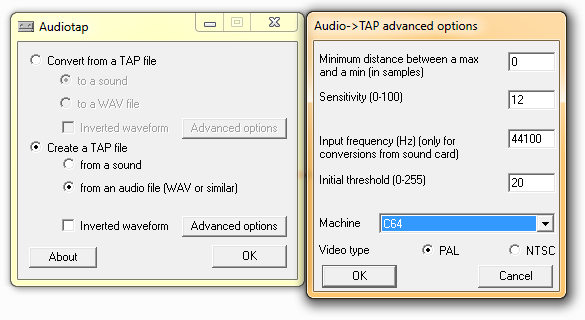 Audiotap
Convert from a TAP file
to a sound
to a WAV file
Inverted waveform
Advanced options
Create a TAP file
from a sound
from an audio file (WAV or similar)
Inverted waveform
Advanced options
About
OK
Audio->TAP advanced options
Minimum distance between a max
and a min (in samples)
0
Sensitivity (0-100)
12
Input frequency (Hz) (only for
conversions from sound card)
44100
Initial threshold (0-255)
20
Machine
C64
Video type
PAL
NTSC
OK
Cancel